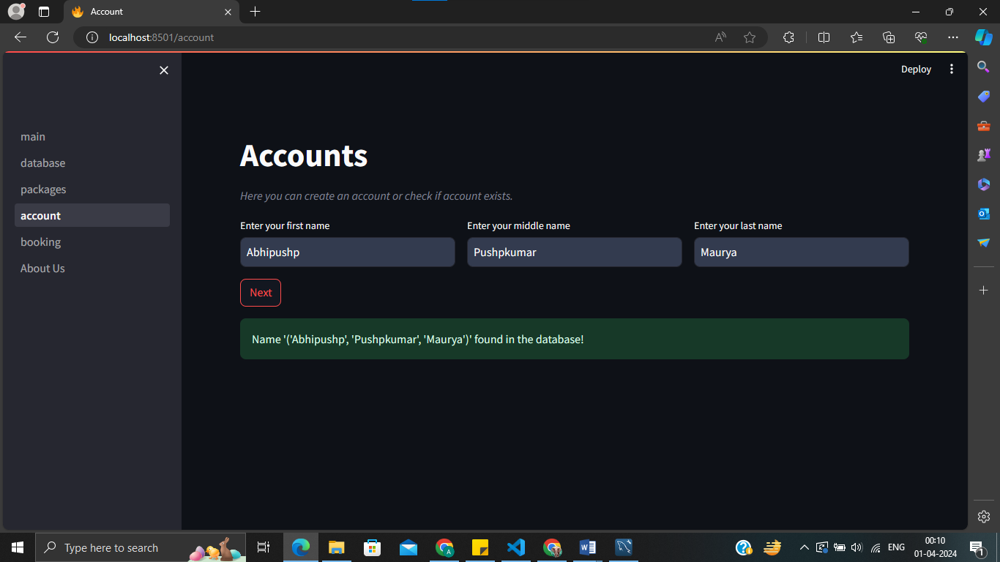 Account
localhost:8501/account
Deploy
main
database
packages
account
booking
About Us
Accounts
Here you can create an account or check if account exists.
Enter your first name Enter your middle name Enter your last name
Abhipushp Pushpkumar Maurya
Next
Name '('Abhipushp', 'Pushpkumar', 'Maurya')' found in the database!
Type here to search
ENG
00:10
01-04-2024
1